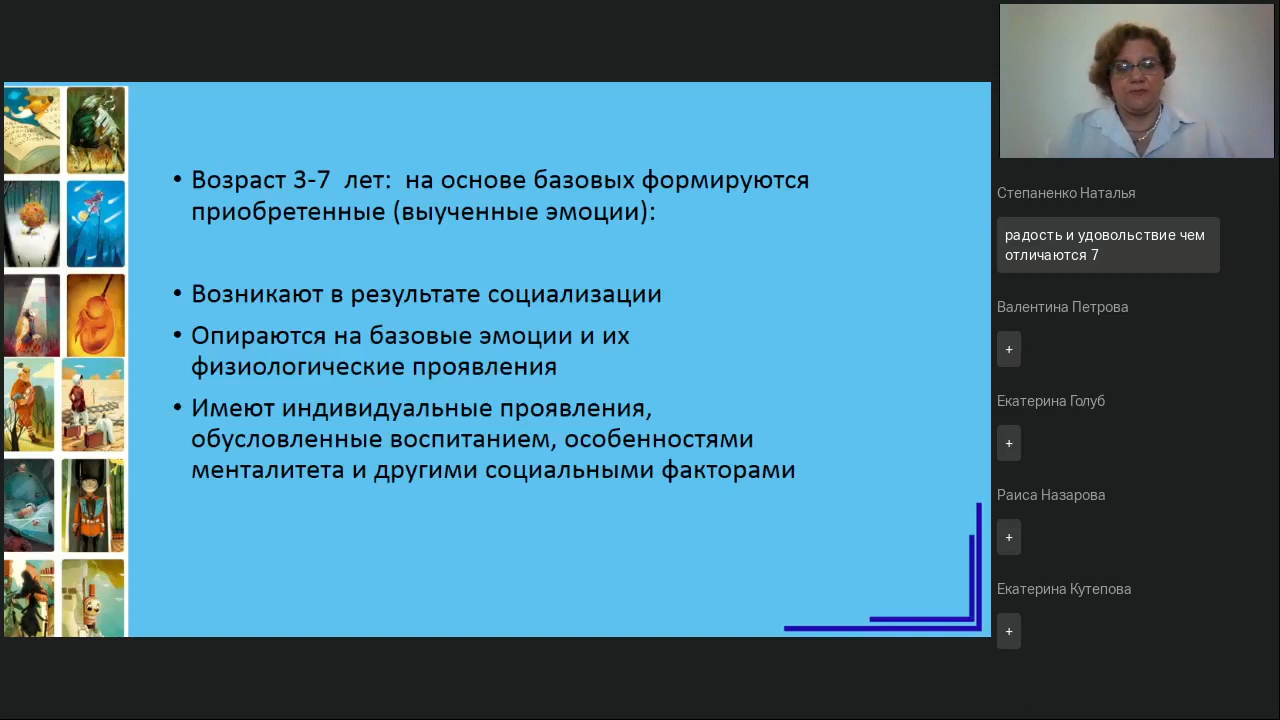 • Возраст 3-7 лет: на основе базовых формируются
приобретенные (выученные эмоции):
• Возникают в результате социализации
• Опираются на базовые эмоции и их
физиологические проявления
• Имеют индивидуальные проявления,
обусловленные воспитанием, особенностями
менталитета и другими социальными факторами
Степаненко Наталья
радость и удовольствие чем
отличаются 7
Валентина Петрова
+
Екатерина Голуб
+
Раиса Назарова
+
Екатерина Кутепова
+